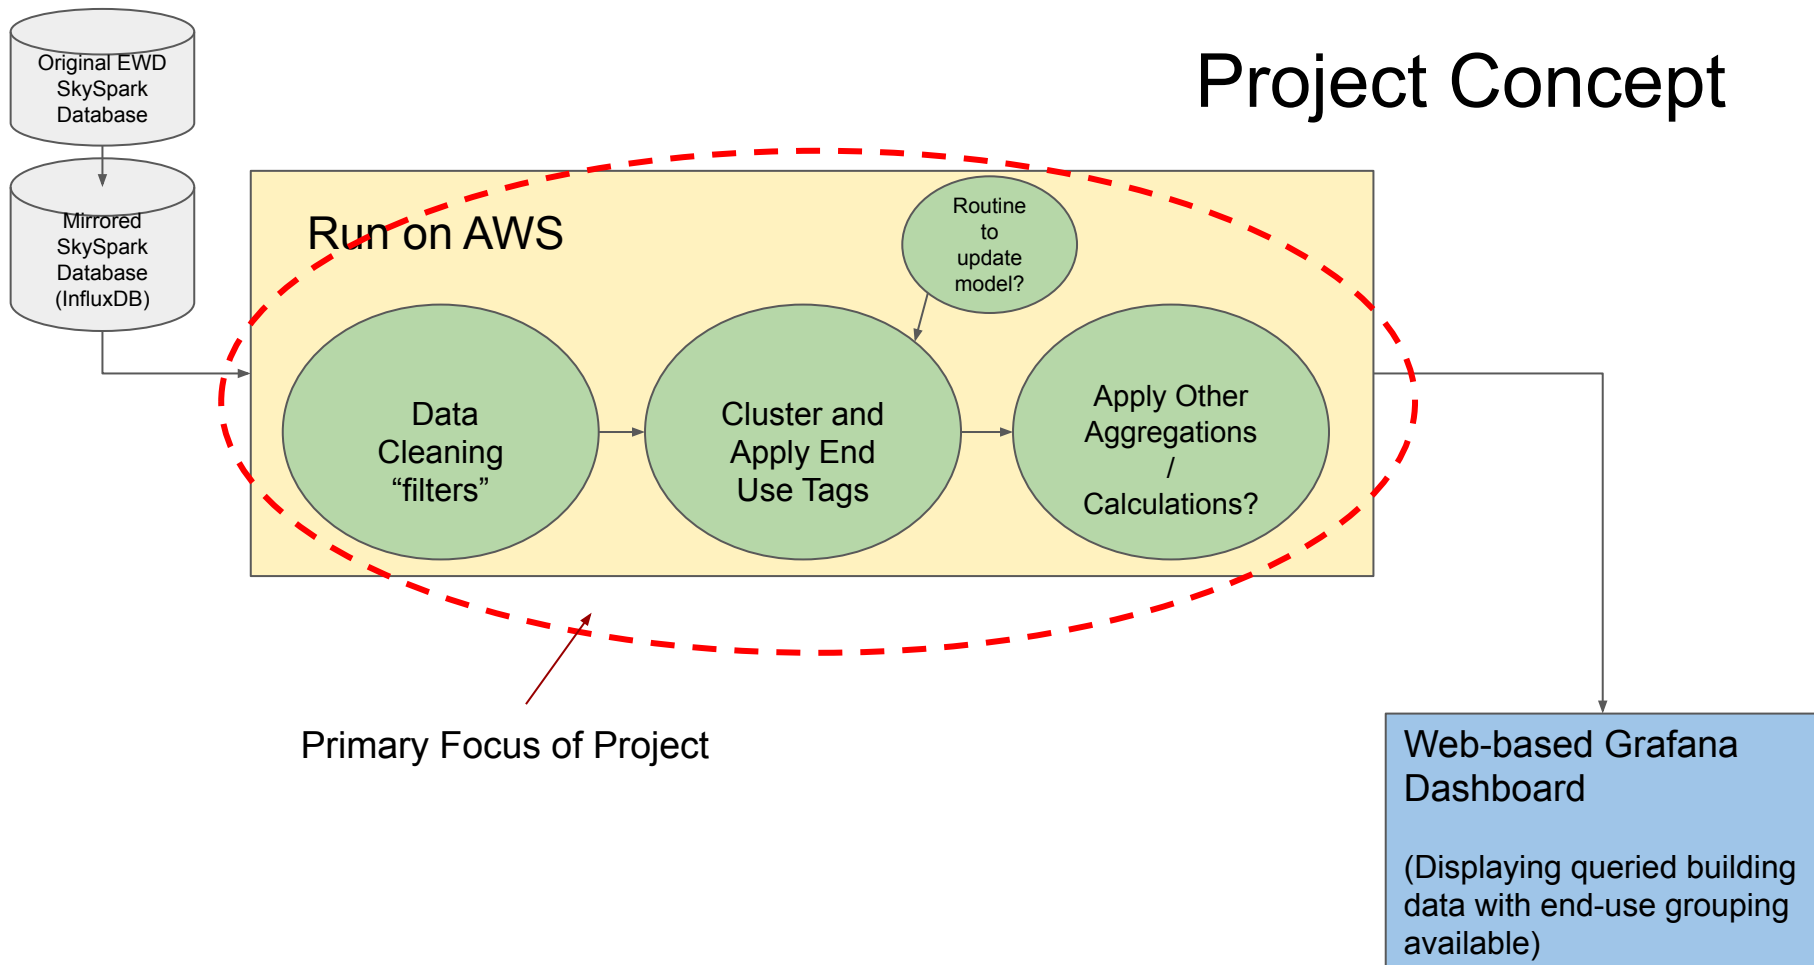 Project Concept
Original EWD
SkySpark
Database
Mirrored
SkySpark
Database
(InfluxDB)
Run on AWS
Routine
to
update
model?
Data
Cleaning
“filters”
Cluster and
Apply End
Use Tags
Apply Other
Aggregations
/
Calculations?
Primary Focus of Project
Web-based Grafana
Dashboard
(Displaying queried building
data with end-use grouping
available)